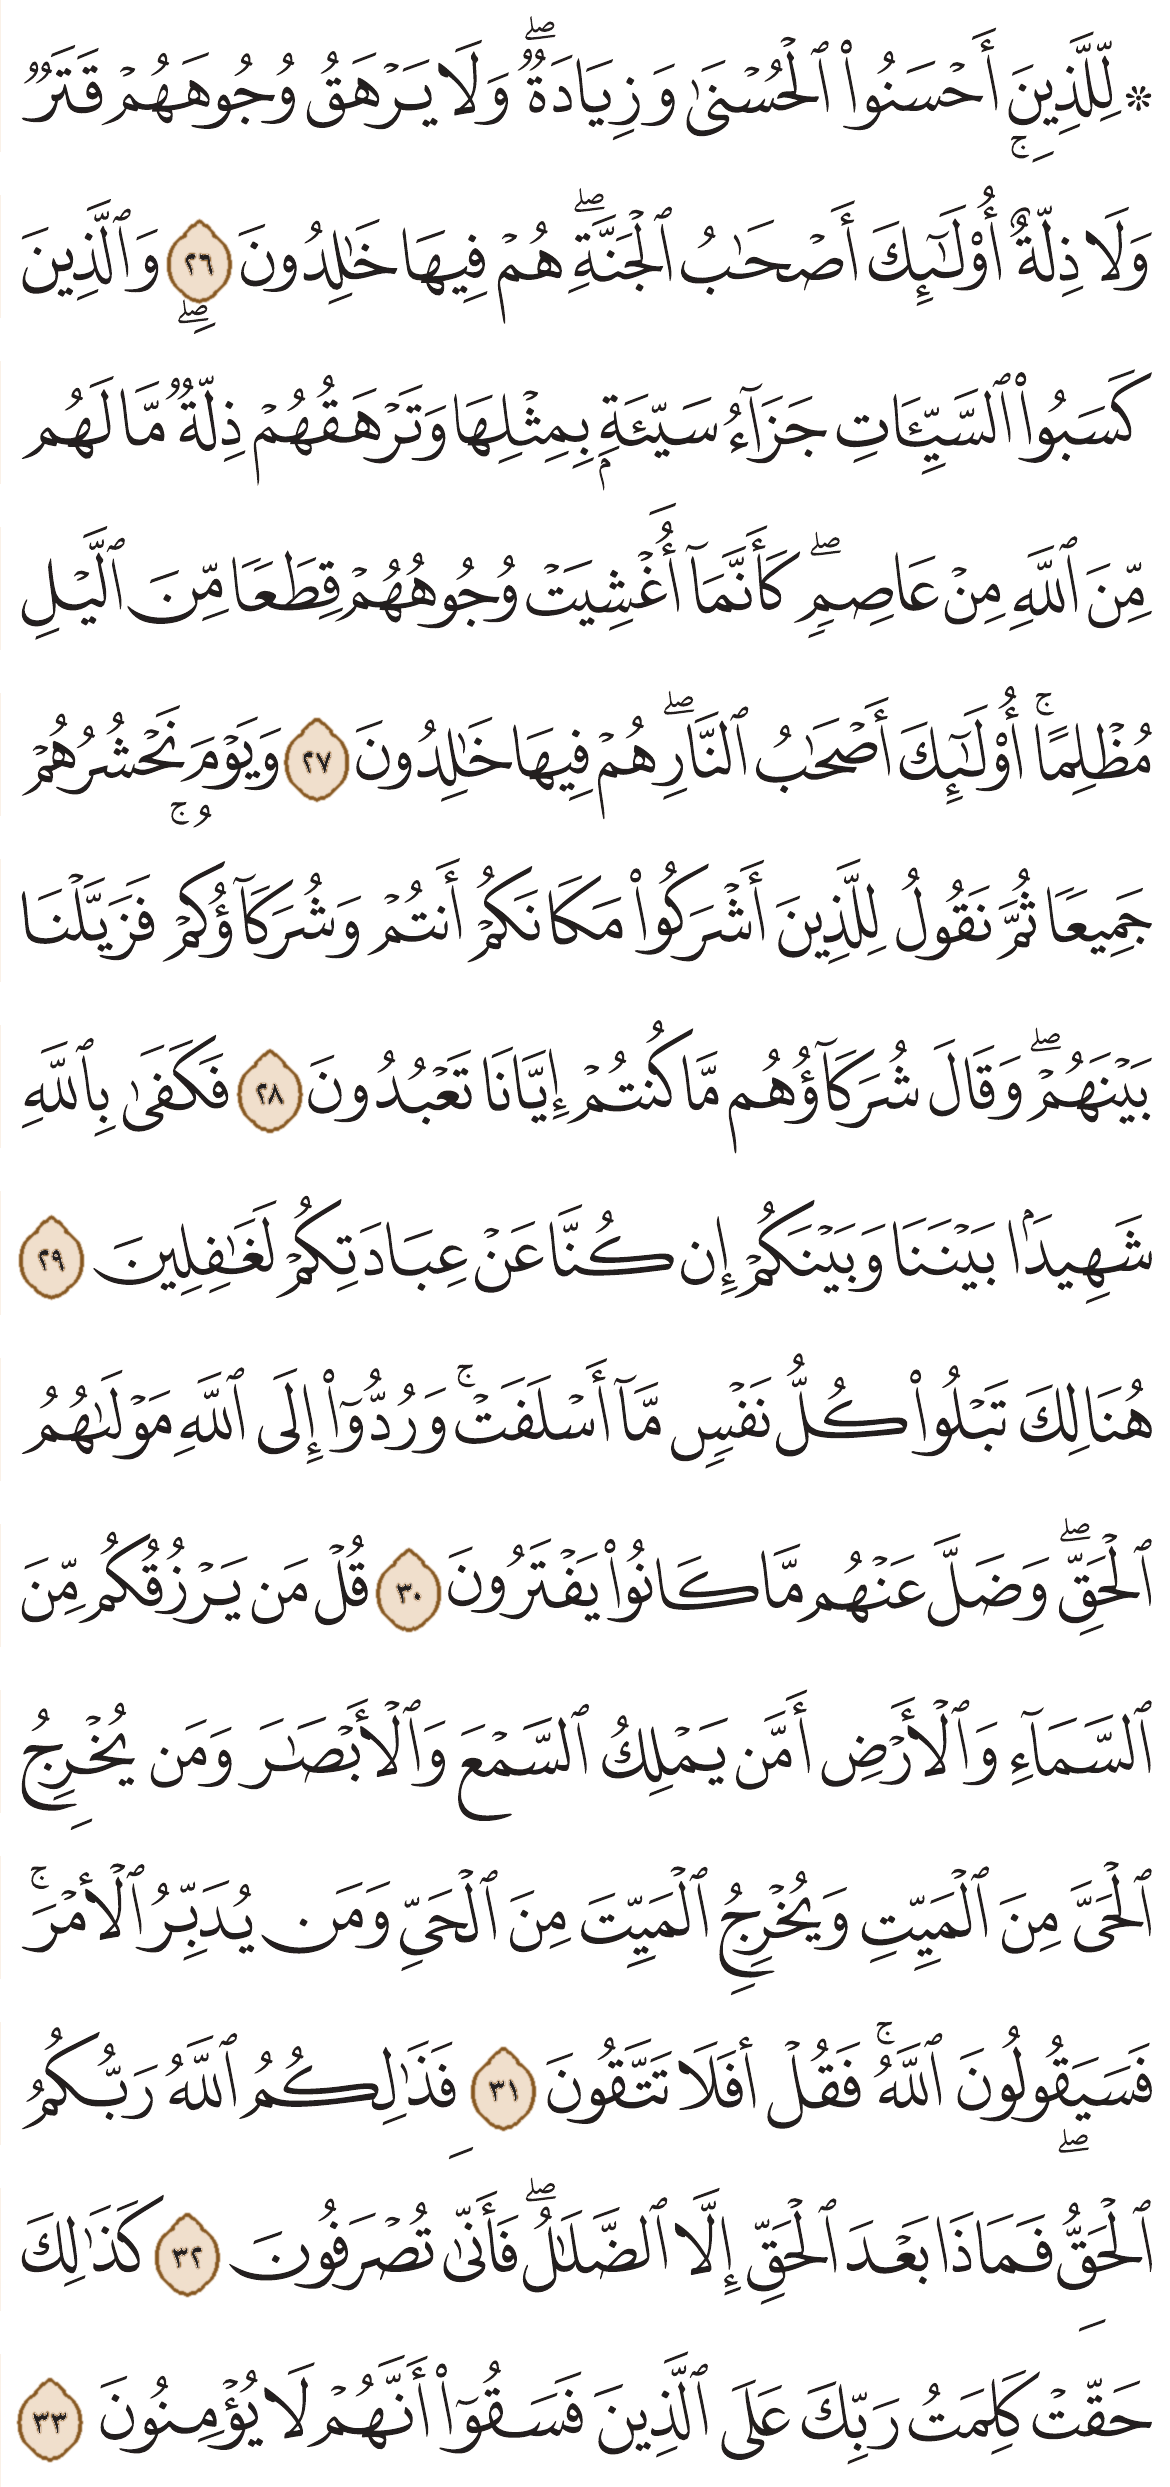 ۞ لِّلَّذِينَ أَحۡسَنُواْ ٱلۡحُسۡنَىٰ وَزِيَادَةٞۖ وَلَا يَرۡهَقُ وُجُوهَهُمۡ قَتَرٞ
وَلَا ذِلَّةٌۚ أُوْلَٰٓئِكَ أَصۡحَٰبُ ٱلۡجَنَّةِۖ هُمۡ فِيهَا خَٰلِدُونَ ٢٦ وَٱلَّذِينَ
كَسَبُواْ ٱلسَّيِّـَٔاتِ جَزَآءُ سَيِّئَةِۭ بِمِثۡلِهَا وَتَرۡهَقُهُمۡ ذِلَّةٞۖ مَّا لَهُم
مِّنَ ٱللَّهِ مِنۡ عَاصِمٖۖ كَأَنَّمَآ أُغۡشِيَتۡ وُجُوهُهُمۡ قِطَعٗا مِّنَ ٱلَّيۡلِ
مُظۡلِمًاۚ أُوْلَٰٓئِكَ أَصۡحَٰبُ ٱلنَّارِۖ هُمۡ فِيهَا خَٰلِدُونَ ٢٧ وَيَوۡمَ نَحۡشُرُهُمۡ
جَمِيعٗا ثُمَّ نَقُولُ لِلَّذِينَ أَشۡرَكُواْ مَكَانَكُمۡ أَنتُمۡ وَشُرَكَآؤُكُمۡۚ فَزَيَّلۡنَا
بَيۡنَهُمۡۖ وَقَالَ شُرَكَآؤُهُم مَّا كُنتُمۡ إِيَّانَا تَعۡبُدُونَ ٢٨ فَكَفَىٰ بِٱللَّهِ
شَهِيدَۢا بَيۡنَنَا وَبَيۡنَكُمۡ إِن كُنَّا عَنۡ عِبَادَتِكُمۡ لَغَٰفِلِينَ ٢٩
هُنَالِكَ تَبۡلُواْ كُلُّ نَفۡسٖ مَّآ أَسۡلَفَتۡۚ وَرُدُّوٓاْ إِلَى ٱللَّهِ مَوۡلَىٰهُمُ
ٱلۡحَقِّۖ وَضَلَّ عَنۡهُم مَّا كَانُواْ يَفۡتَرُونَ ٣٠ قُلۡ مَن يَرۡزُقُكُم مِّنَ
ٱلسَّمَآءِ وَٱلۡأَرۡضِ أَمَّن يَمۡلِكُ ٱلسَّمۡعَ وَٱلۡأَبۡصَٰرَ وَمَن يُخۡرِجُ
ٱلۡحَيَّ مِنَ ٱلۡمَيِّتِ وَيُخۡرِجُ ٱلۡمَيِّتَ مِنَ ٱلۡحَيِّ وَمَن يُدَبِّرُ ٱلۡأَمۡرَۚ
فَسَيَقُولُونَ ٱللَّهُۚ فَقُلۡ أَفَلَا تَتَّقُونَ ٣١ فَذَٰلِكُمُ ٱللَّهُ رَبُّكُمُ
ٱلۡحَقُّۖ فَمَاذَا بَعۡدَ ٱلۡحَقِّ إِلَّا ٱلضَّلَٰلُۖ فَأَنَّىٰ تُصۡرَفُونَ ٣٢ كَذَٰلِكَ
حَقَّتۡ كَلِمَتُ رَبِّكَ عَلَى ٱلَّذِينَ فَسَقُوٓاْ أَنَّهُمۡ لَا يُؤۡمِنُونَ ٣٣